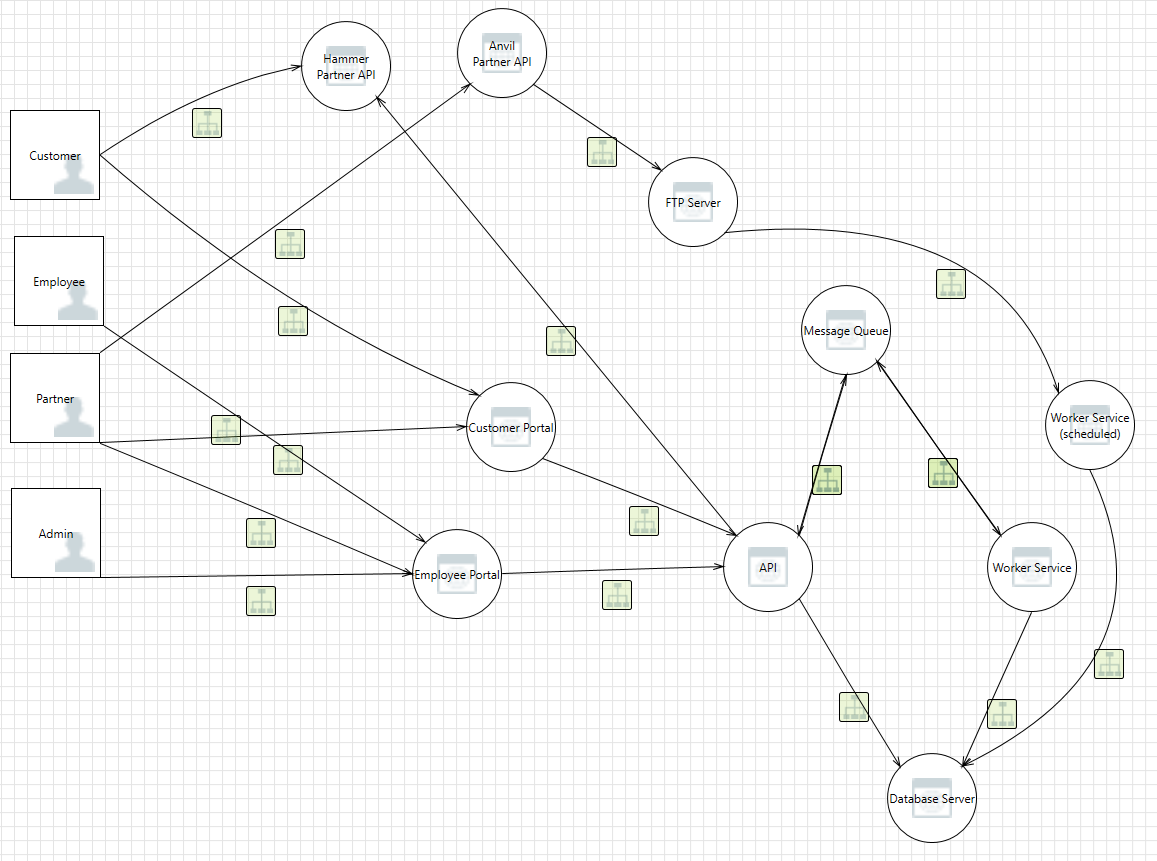 Anvil
Partner API
Hammer
Partner API
Customer
FTP Server
Employee
Message Queue
Partner
Customer Portal
Worker Service
(scheduled)
Admin
Employee Portal
API
Worker Service
Database Server